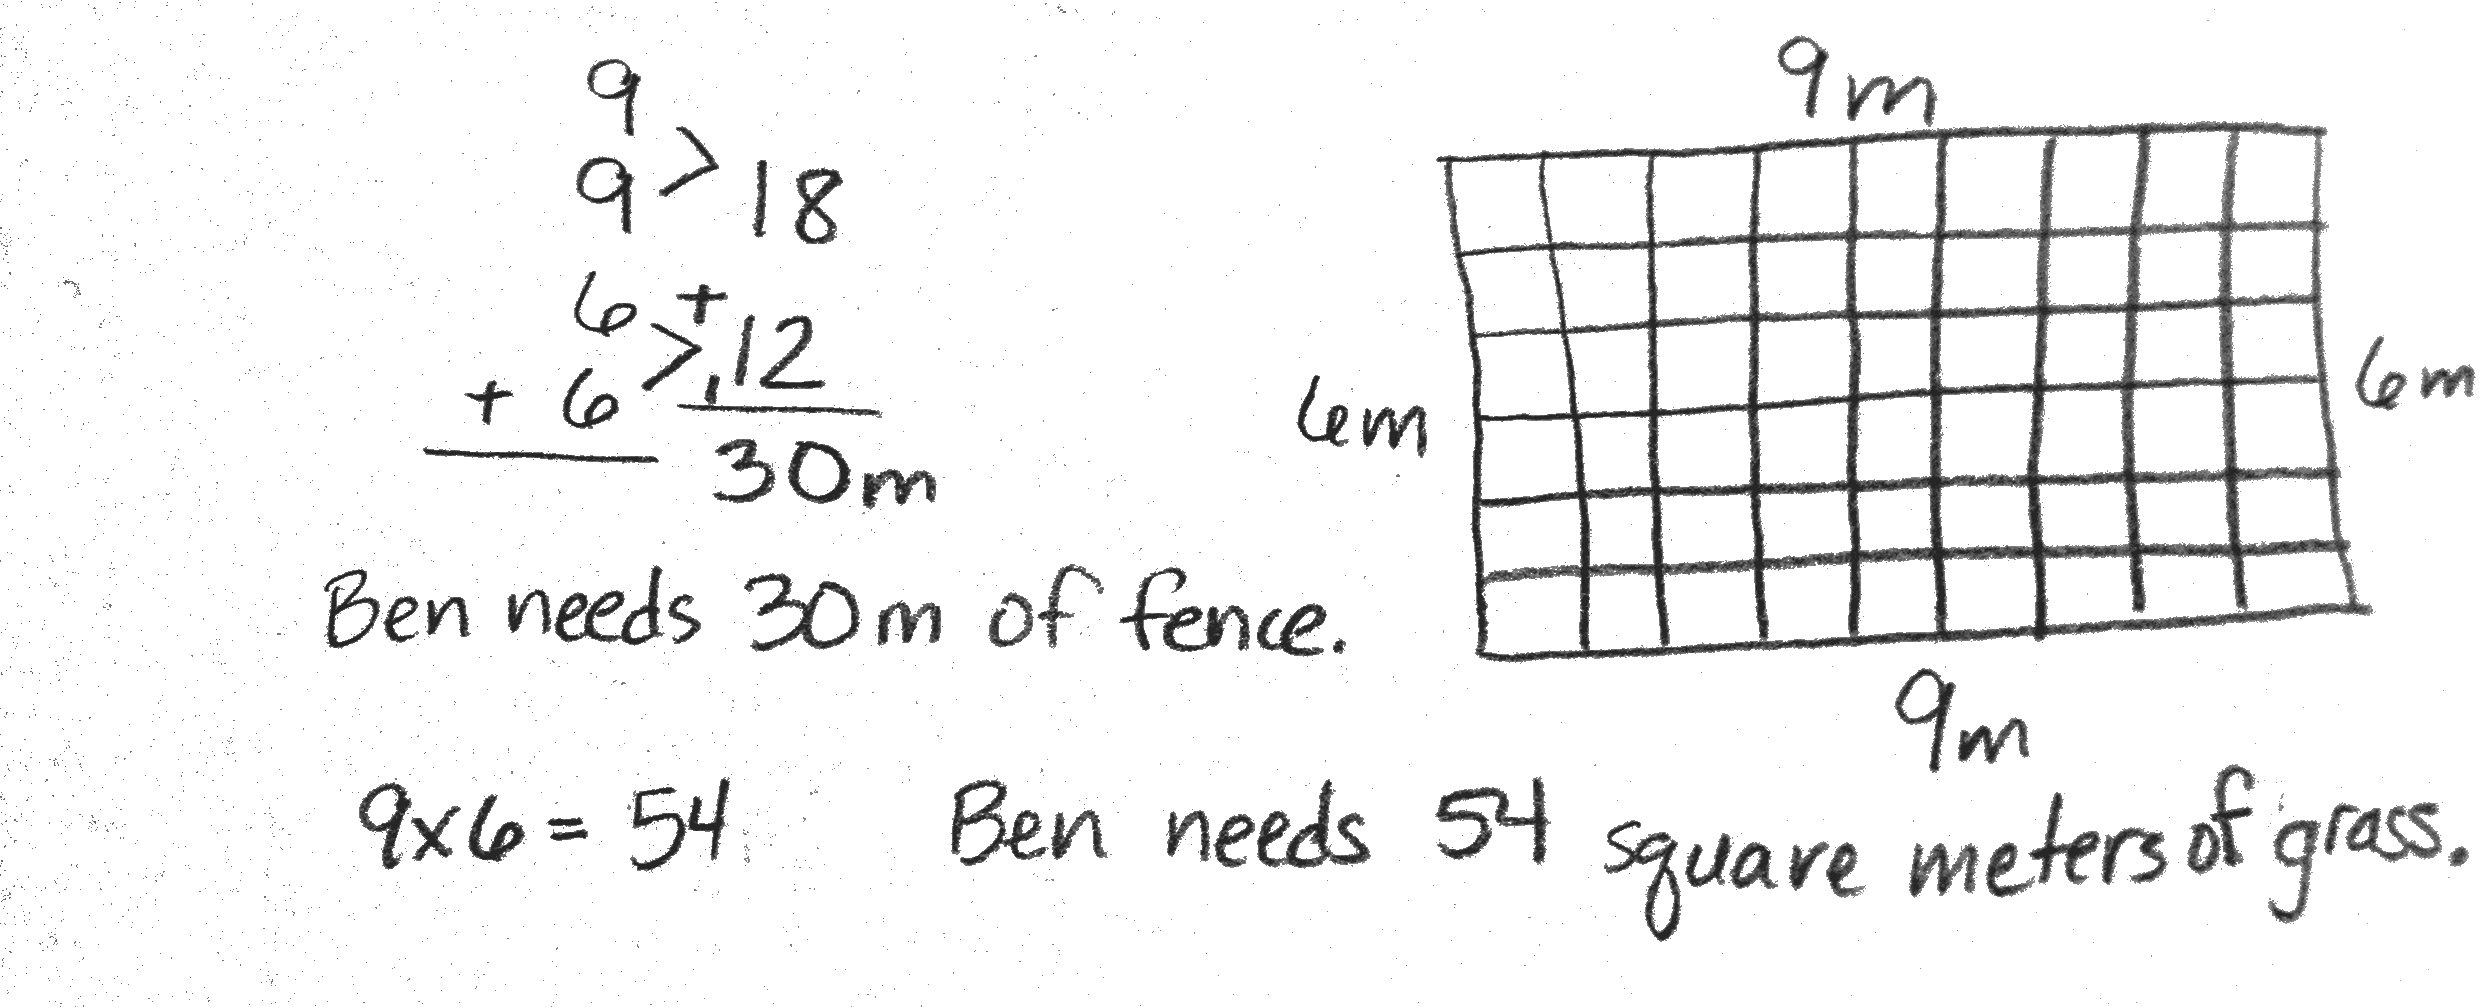 9
9 > 18
6 +
+ 6 > 12
30m
Ben needs 30m of fence.
9m
6m
6m
9m
9x6 = 54
Ben needs 54 square meters of grass.